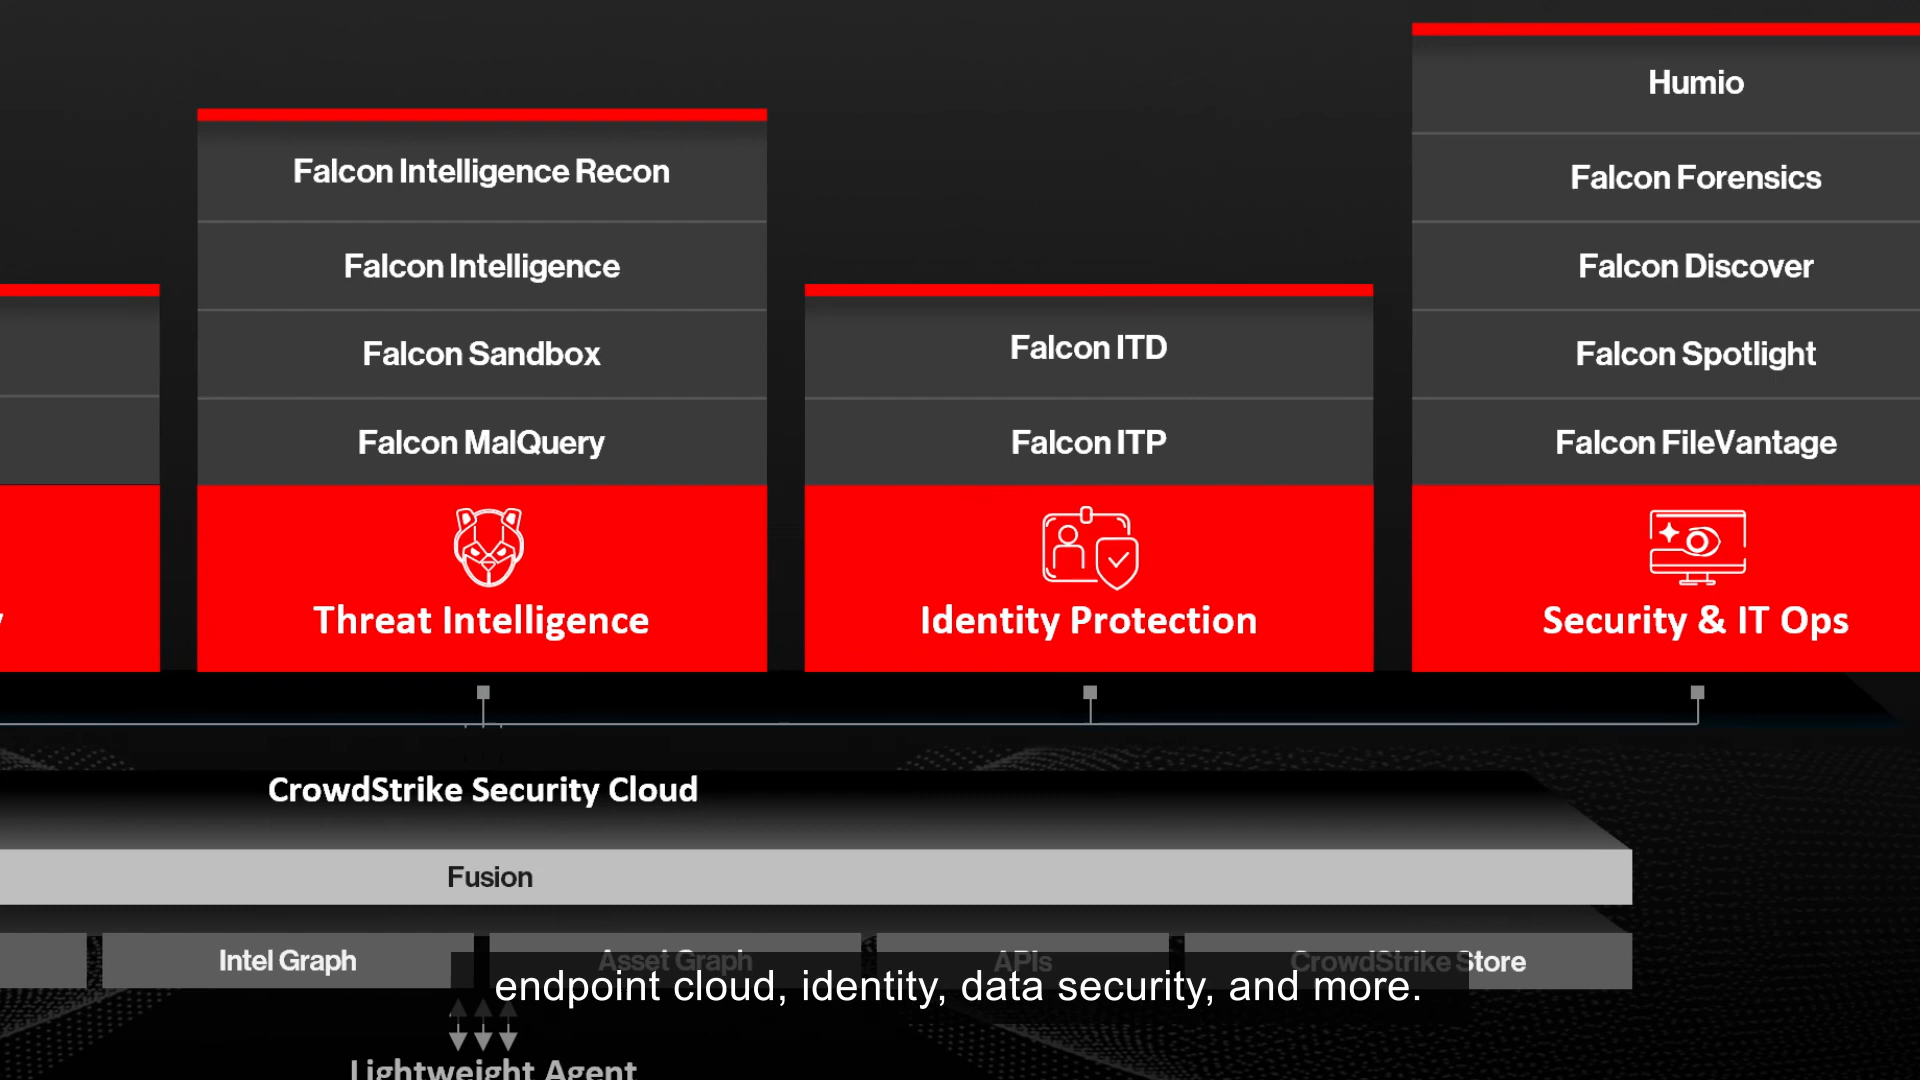 Falcon Intelligence Recon
Falcon Intelligence
Falcon Sandbox
Falcon MalQuery
Threat Intelligence
Falcon ITD
Falcon ITP
Identity Protection
Humio
Falcon Forensics
Falcon Discover
Falcon Spotlight
Falcon FileVantage
Security & IT Ops
CrowdStrike Security Cloud
Fusion
Intel Graph
Asset Graph
APIs
CrowdStrike Store
endpoint cloud, identity, data security, and more.
Lightweight Agent